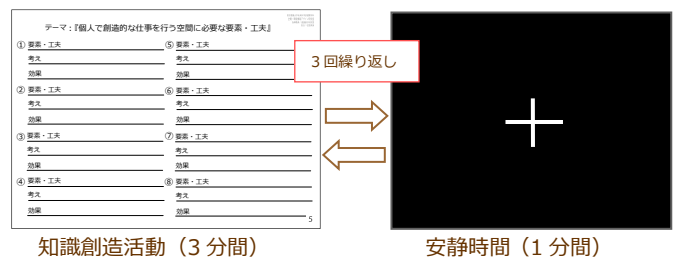 テーマ：『個人で創造的な仕事を行う空間に必要な要素・工夫』
① 要素・工夫
考え
効果
② 要素・工夫
考え
効果
③ 要素・工夫
考え
効果
④ 要素・工夫
考え
効果
⑤ 要素・工夫
考え
効果
⑥ 要素・工夫
考え
効果
⑦ 要素・工夫
考え
効果
⑧ 要素・工夫
考え
効果
5
3回繰り返し
知識創造活動（3分間）
安静時間（1分間）